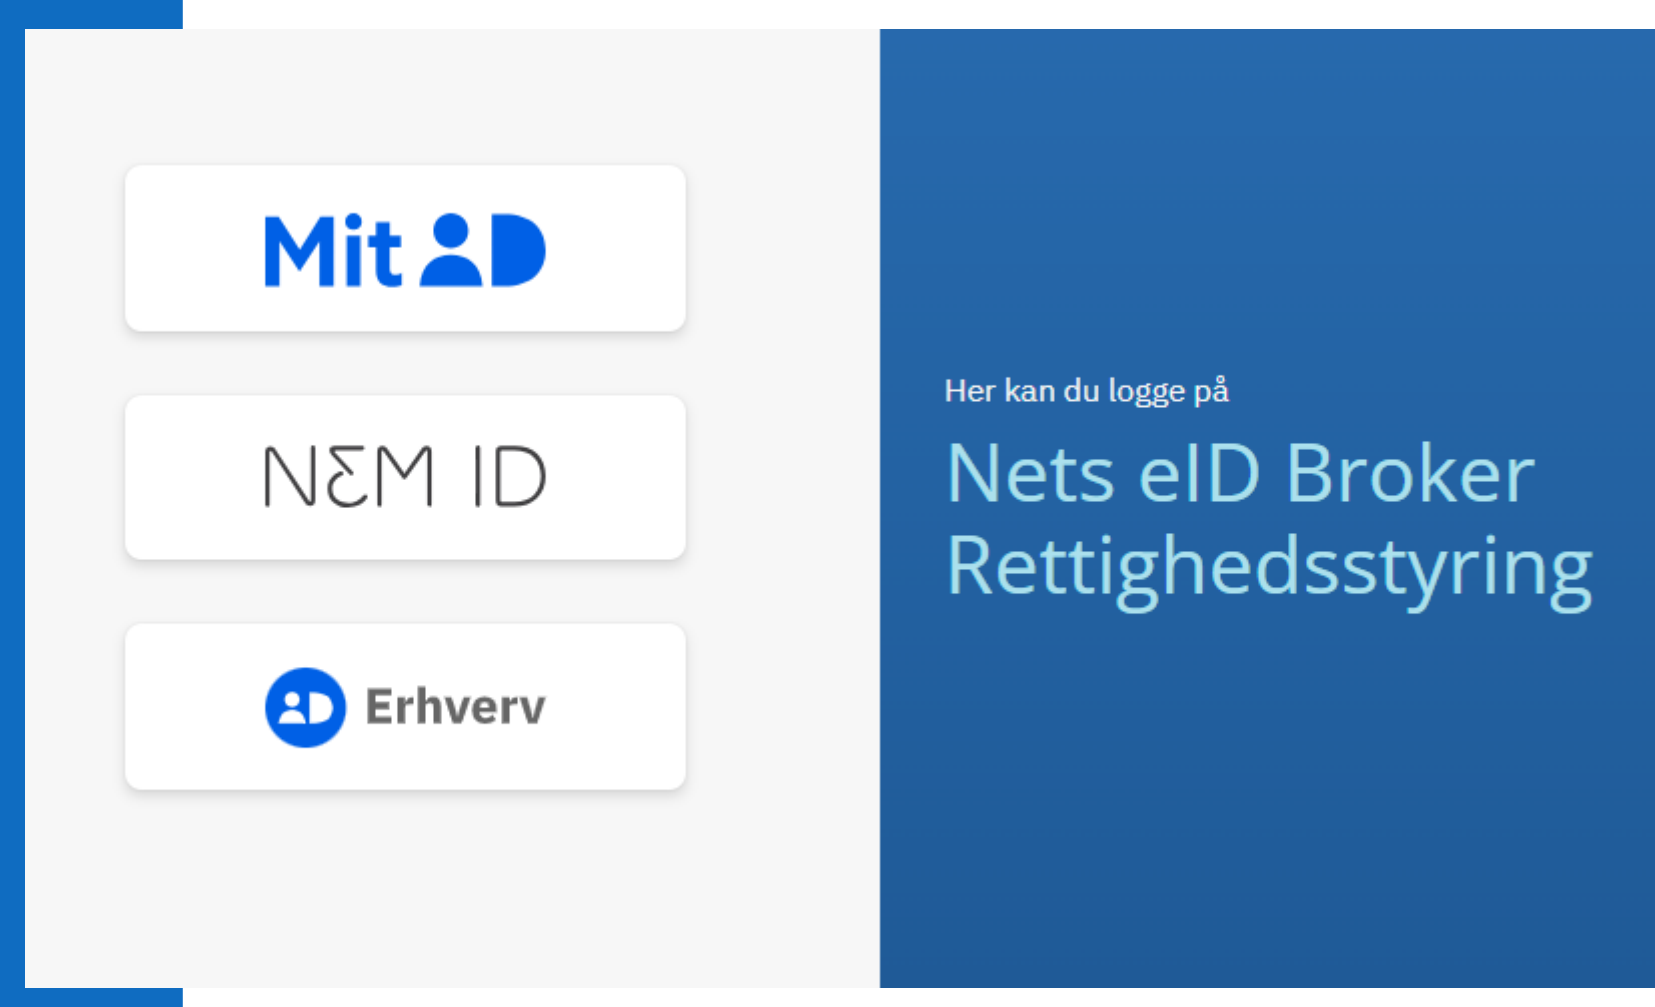 Mit ID
NEM ID
Erhverv
Her kan du logge på
Nets eID Broker
Rettighedsstyring